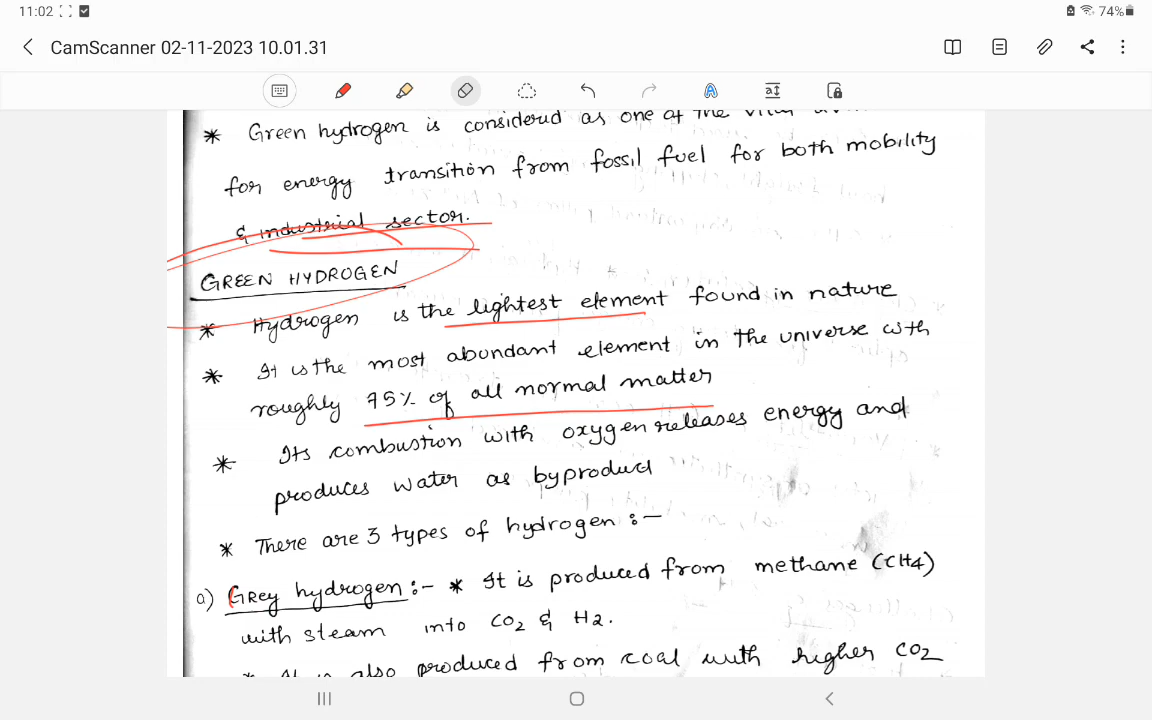 11:02
74%
CamScanner 02-11-2023 10.01.31
* Green hydrogen is considerd as one of the
for energy transition from fossil fuel for both mobility
& industrial sector.
GREEN HYDROGEN
* Hydrogen is the lightest element found in nature
* It is the most abundant element in the universe with
roughly 75% of all normal matter
* Its combustion with oxygen releases energy and
produces water as byproduct
* There are 3 types of hydrogen :-
a) Grey hydrogen :- * It is produced from methane (CH4)
with steam into CO2 & H2.
* also produced from coal with higher CO2